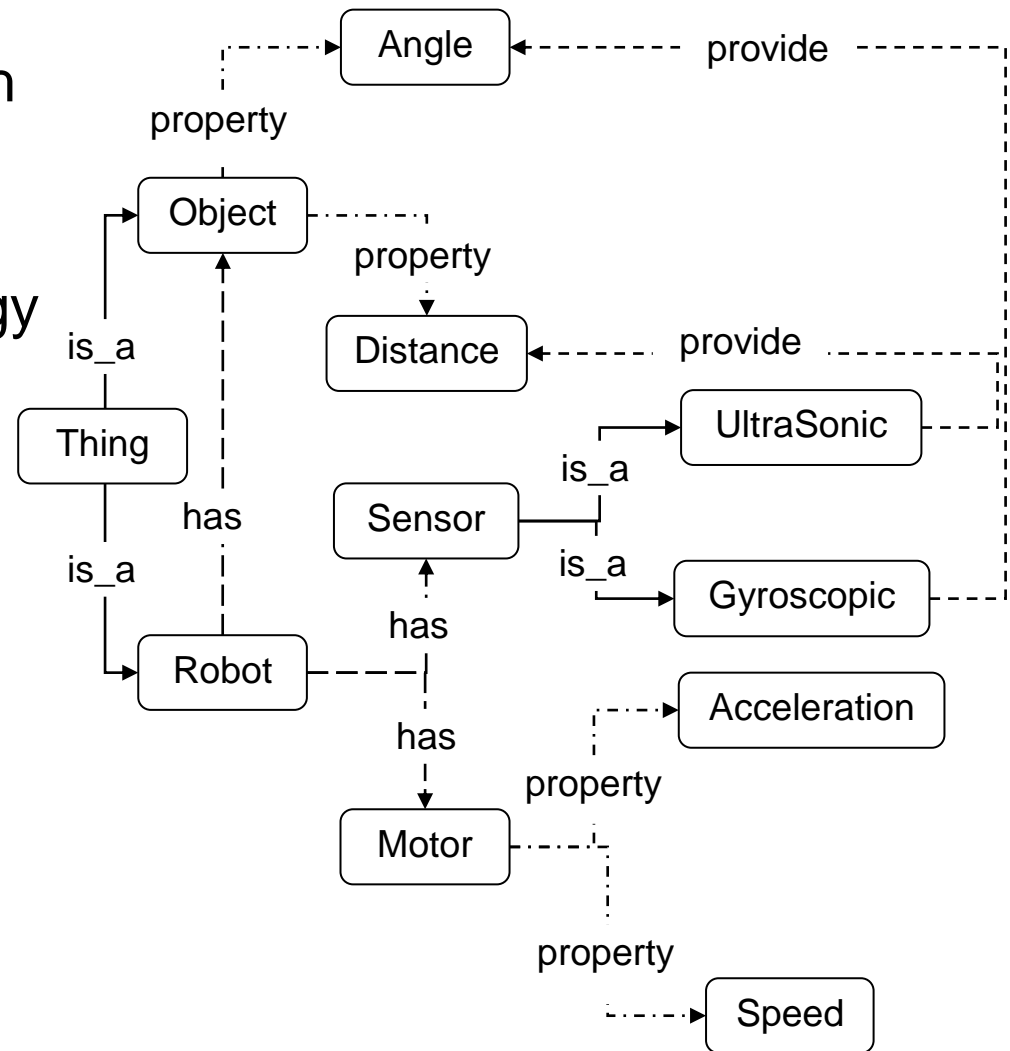 Angle
provide
n
property
Object
property
gy
is_a
Distance
provide
Thing
UltraSonic
is_a
has
Sensor
is_a
is_a
Gyroscopic
has
Robot
Acceleration
has
property
Motor
property
Speed